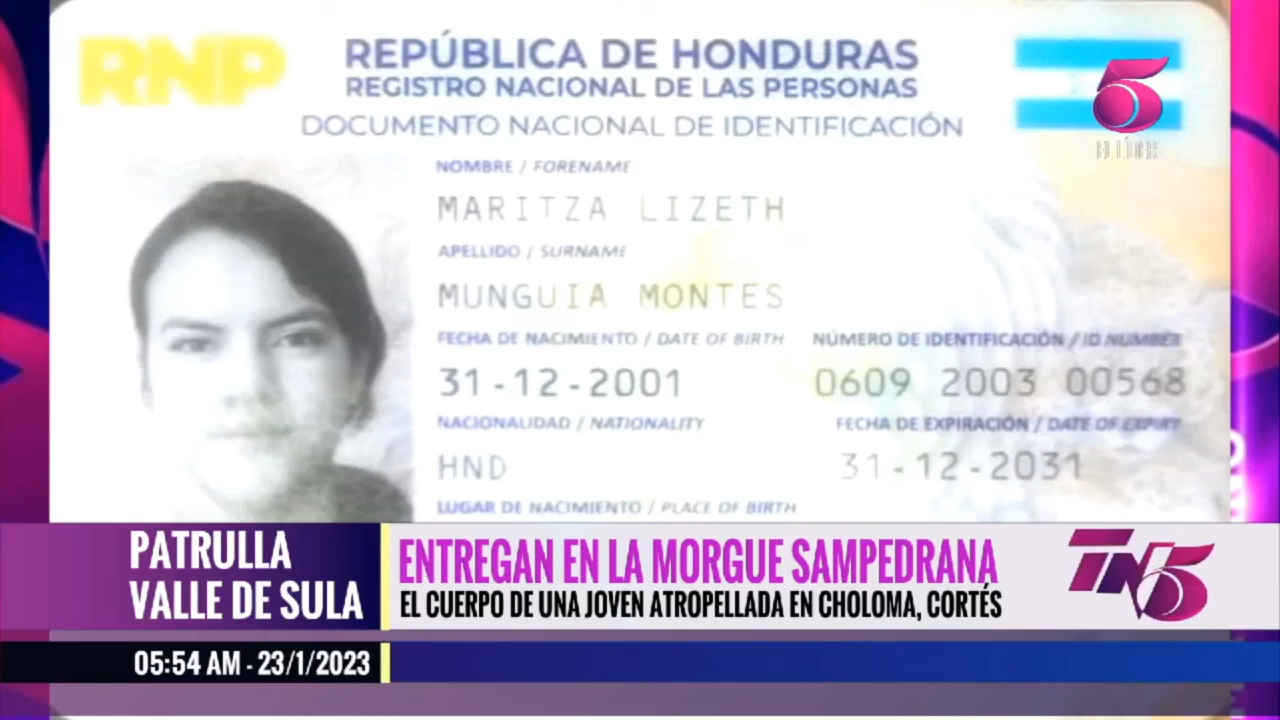 RNP
REPÚBLICA DE HONDURAS
REGISTRO NACIONAL DE LAS PERSONAS
DOCUMENTO NACIONAL DE IDENTIFICACIÓN
5
NOMBRE / FORENAME
MARITZA LIZETH
APELLIDO / SURNAME
MUNGUIA MONTES
FECHA DE NACIMIENTO / DATE OF BIRTH
NÚMERO DE IDENTIFICACIÓN / ID NUMBER
31-12-2001
0609 2003 00568
NACIONALIDAD / NATIONALITY
FECHA DE EXPIRACIÓN / DATE OF EXPIRY
HND
31-12-2031
LUGAR DE NACIMIENTO / PLACE OF BIRTH
PATRULLA
VALLE DE SULA
ENTREGAN EN LA MORGUE SAMPEDRANA
EL CUERPO DE UNA JOVEN ATROPELLADA EN CHOLOMA, CORTÉS
TN5
05:54 AM - 23/1/2023